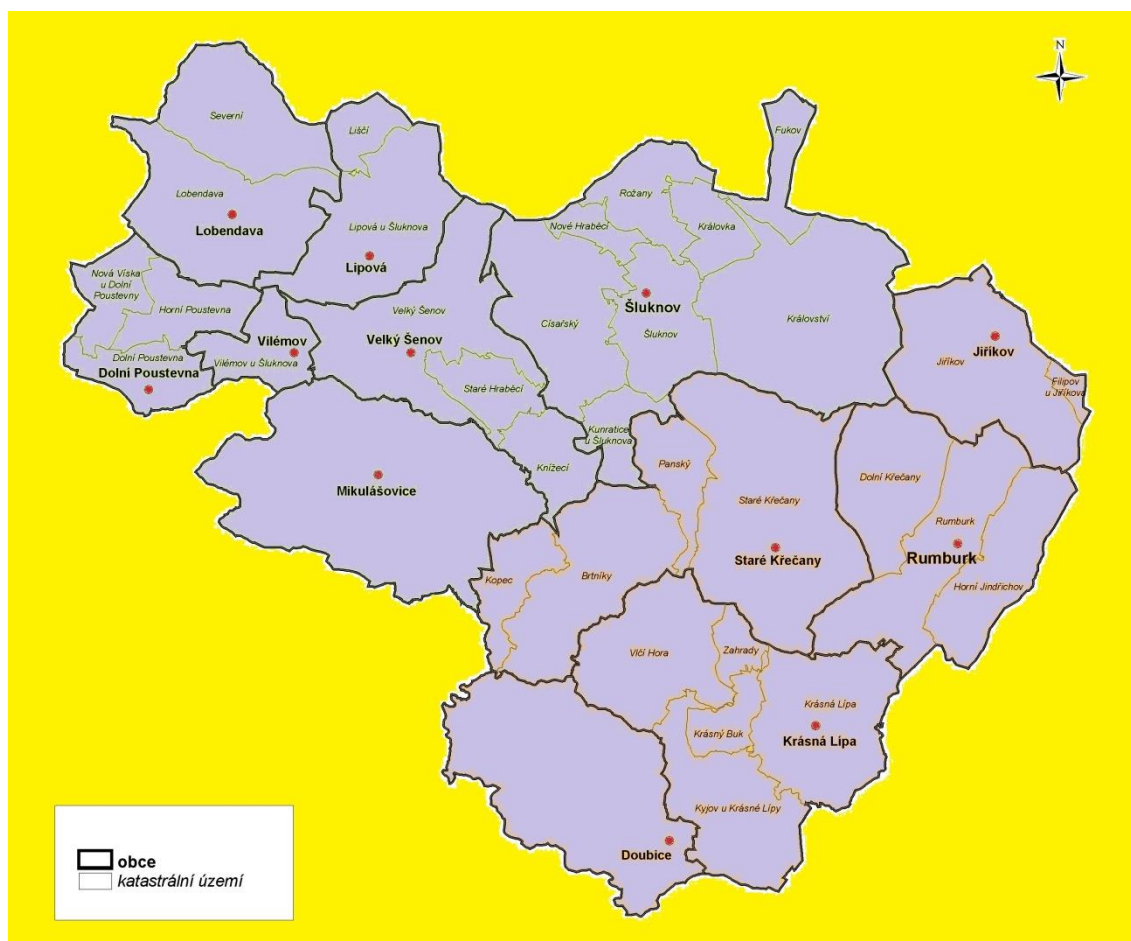 N
Severní
Liščí
Fukov
Lobendava
Lobendava
Rožany
Lipová u Šluknova
Lipová
Nové Hraběcí
Královka
Nová Víska
u Dolní
Poustevny
Horní Poustevna
Velký Šenov
Velký Šenov
Císařský
Šluknov
Šluknov
Království
Vilémov
Vilémov u Šluknova
Dolní Poustevna
Dolní Poustevna
Staré Hraběcí
Jiříkov
Jiříkov
Filipov
u Jiříkova
Kunratice
u Šluknova
Knížecí
Panský
Mikulášovice
Dolní Křečany
Staré Křečany
Staré Křečany
Rumburk
Rumburk
Horní Jindřichov
Kopec
Brtníky
Vlčí Hora
Zahrady
Krásná Lípa
Krásná Lípa
Krásný Buk
Kyjov u Krásné Lípy
Doubice
obce
katastrální území